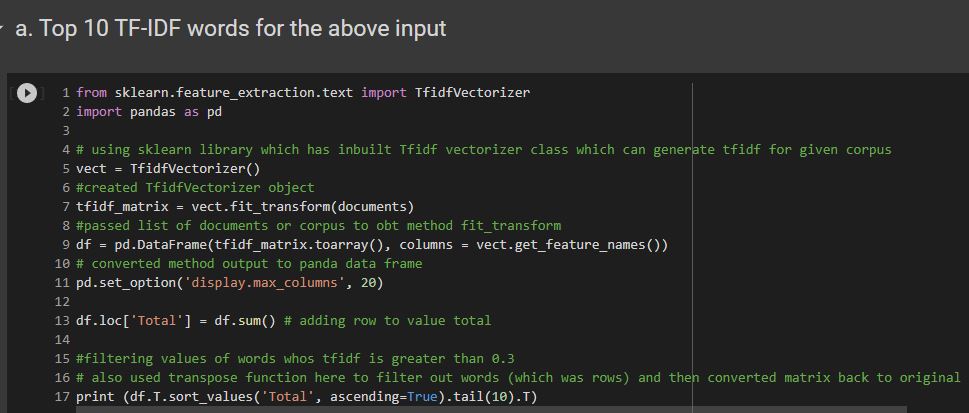 a. Top 10 TF-IDF words for the above input
1 from sklearn.feature_extraction.text import TfidfVectorizer
2 import pandas as pd
3
4 # using sklearn library which has inbuilt Tfidf vectorizer class which can generate tfidf for given corpus
5 vect = TfidfVectorizer()
6 #created TfidfVectorizer object
7 tfidf_matrix = vect.fit_transform(documents)
8 #passed list of documents or corpus to obt method fit_transform
9 df = pd.DataFrame(tfidf_matrix.toarray(), columns = vect.get_feature_names())
10 # converted method output to panda data frame
11 pd.set_option('display.max_columns', 20)
12
13 df.loc['Total'] = df.sum() # adding row to value total
14
15 #filtering values of words whos tfidf is greater than 0.3
16 # also used transpose function here to filter out words (which was rows) and then converted matrix back to original
17 print (df.T.sort_values('Total', ascending=True).tail(10).T)